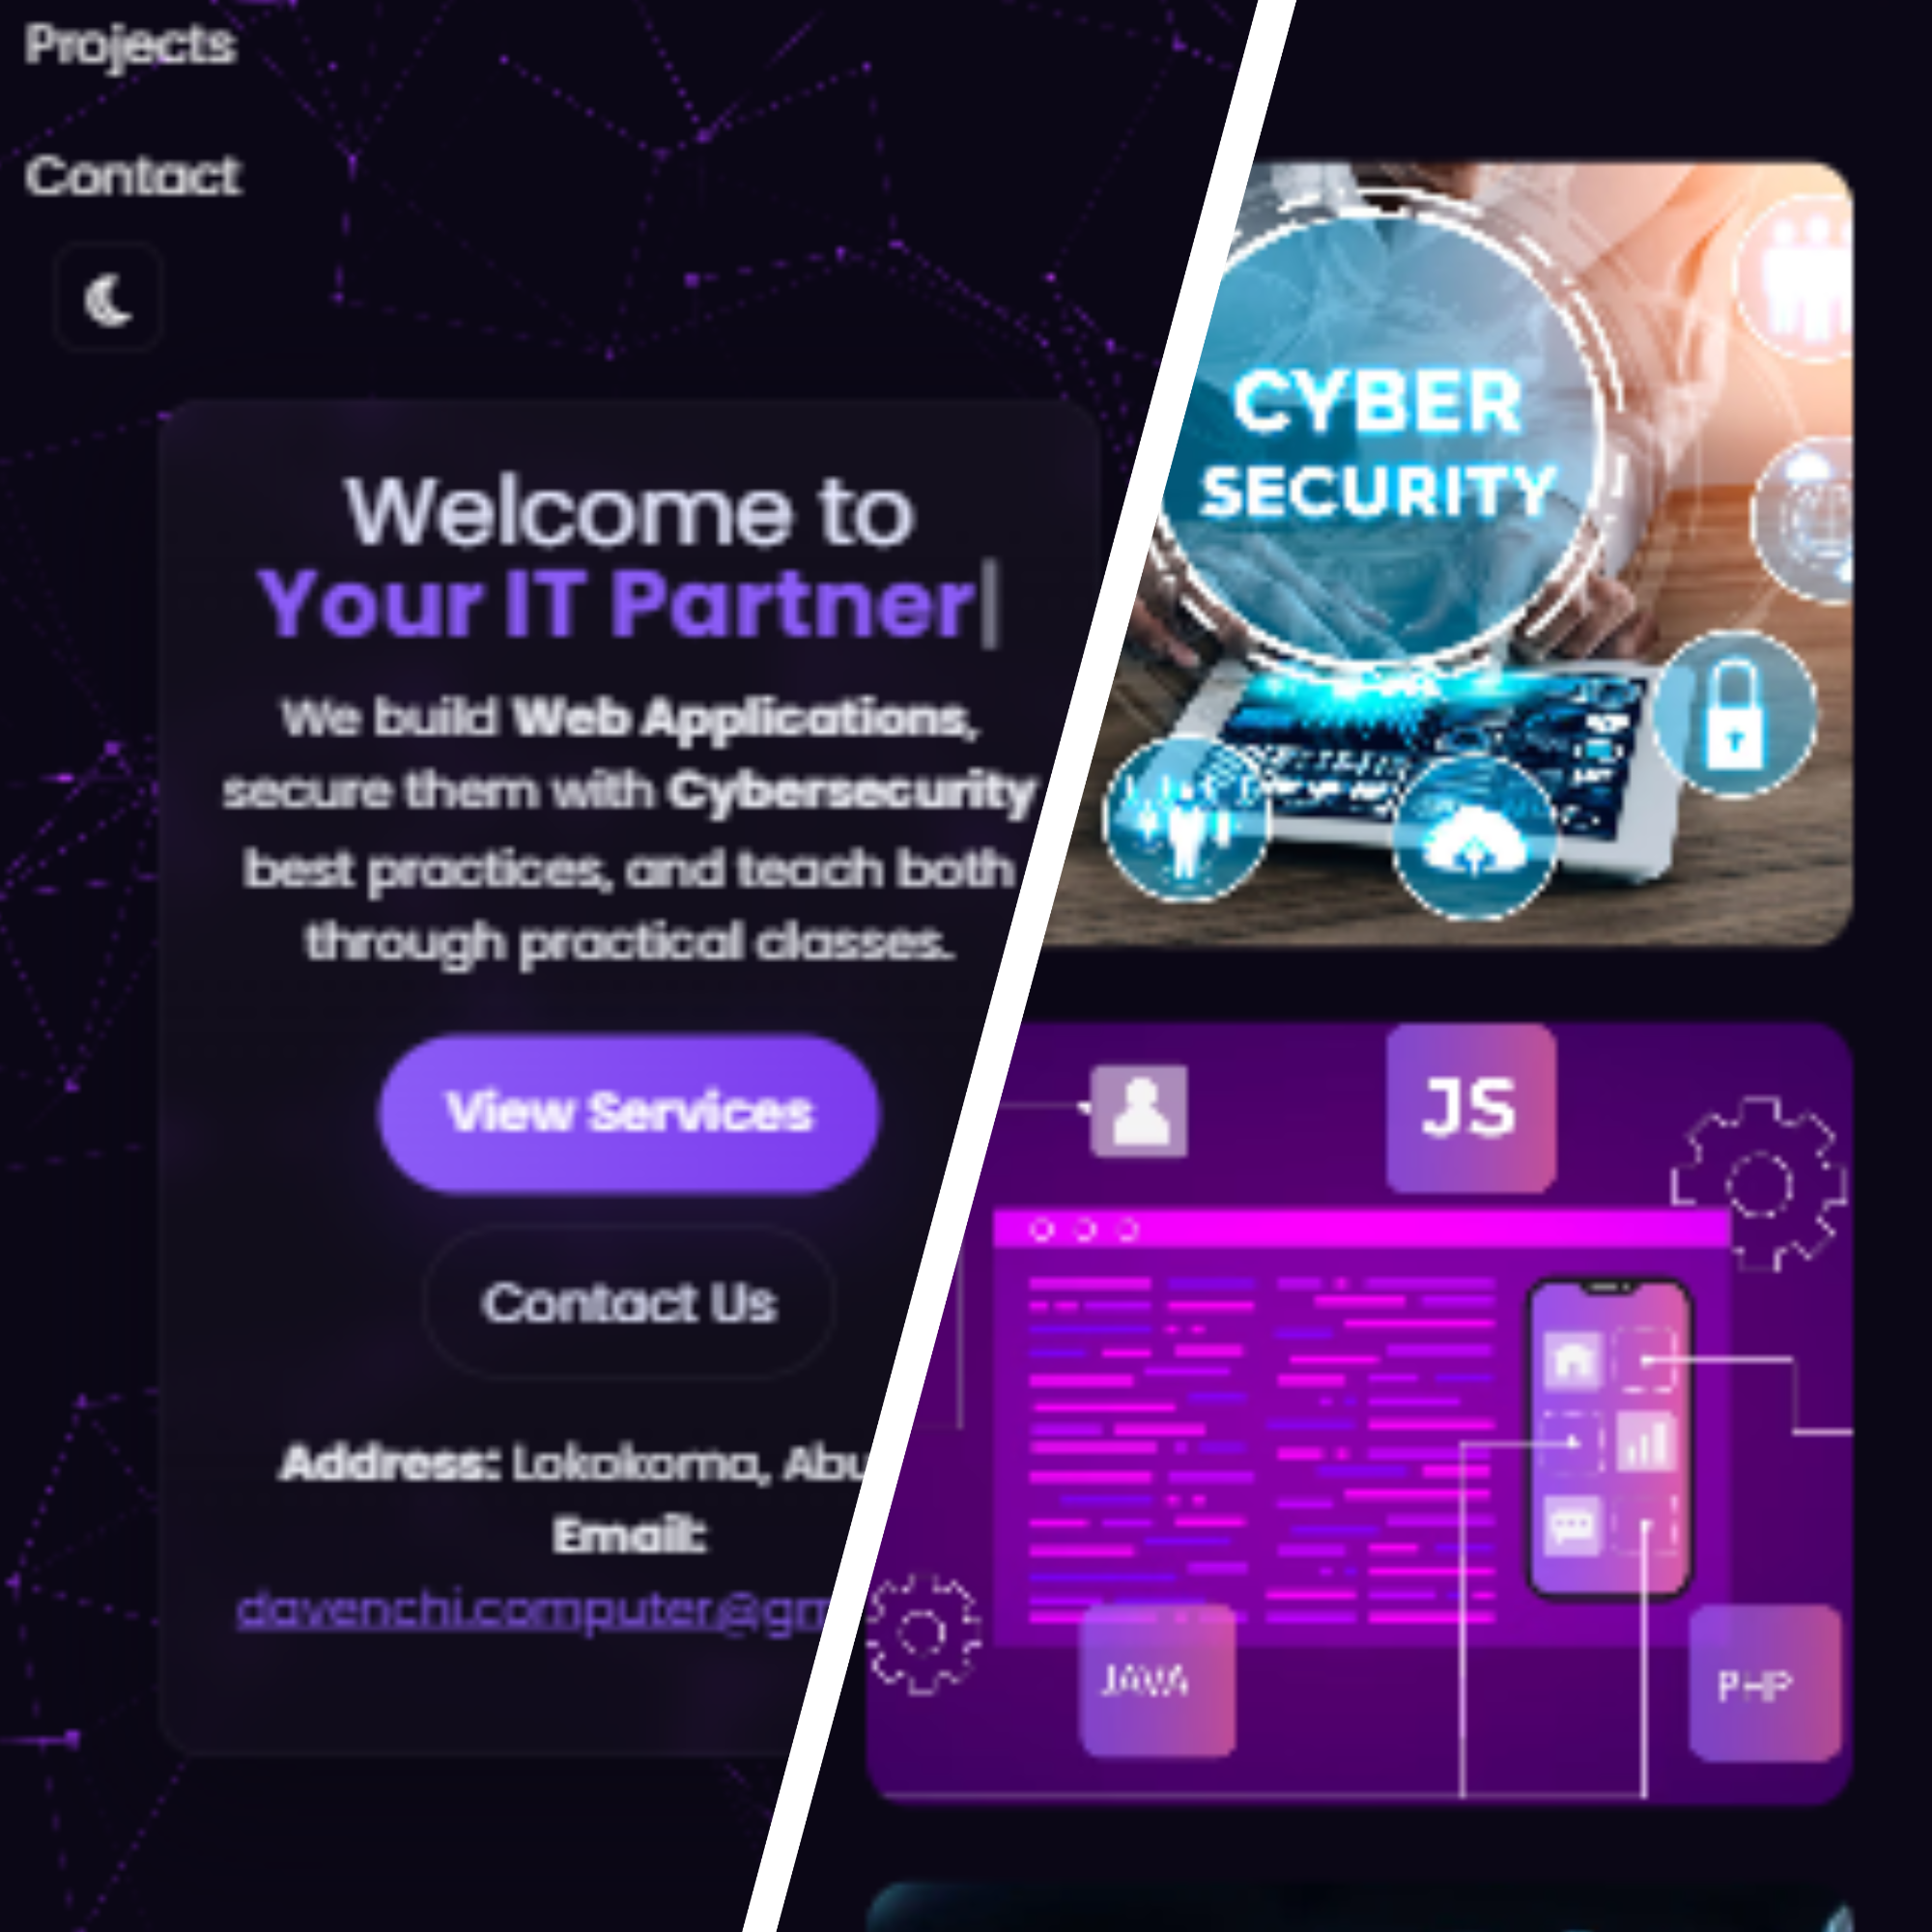 Projects
Contact
Welcome to
Your IT Partner
We build Web Applications,
secure them with Cybersecurity
best practices, and teach both
through practical classes.
View Services
Contact Us
Address: Lokokoma, Abu
Email:
davenchi.computer@gm
CYBER
SECURITY
JS
JAVA
PHP